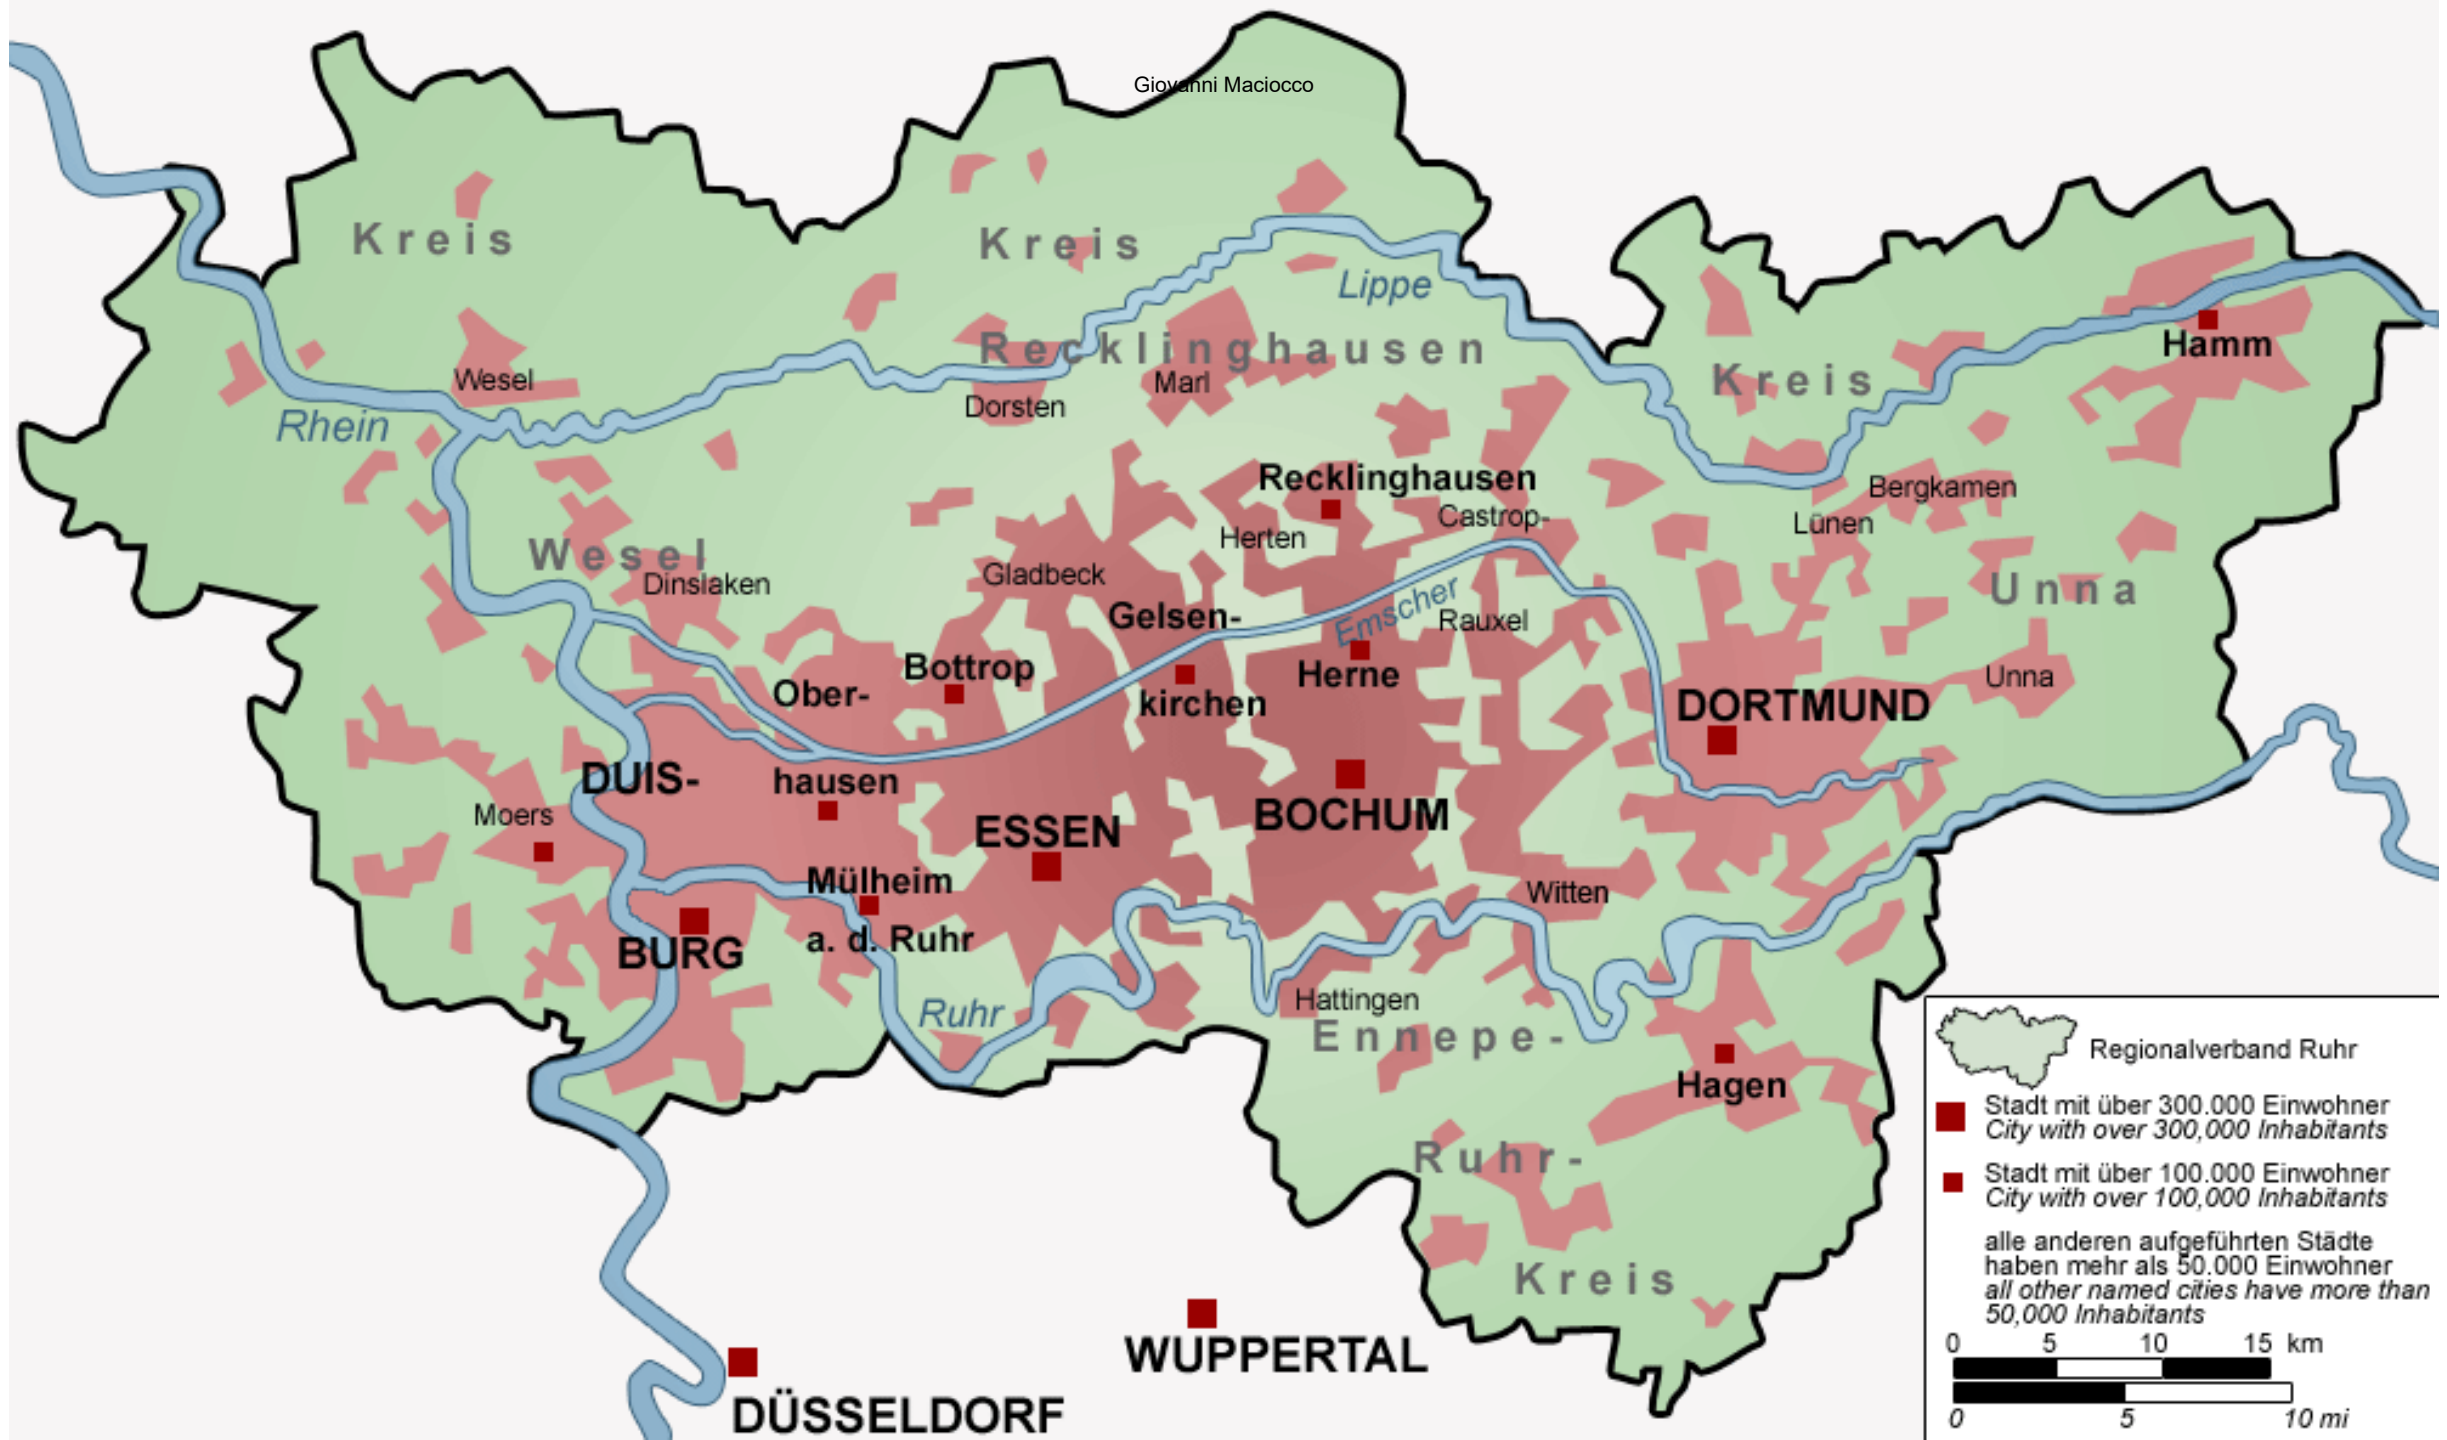 Giovanni Maciocco
Kreis
Kreis
Lippe
Recklinghausen
Hamm
Wesel
Marl
Kreis
Dorsten
Rhein
Recklinghausen
Bergkamen
Castrop-
Lünen
Herten
Wesel
Dinslaken
Gladbeck
Unna
Gelsen-
Emscher
Rauxel
Bottrop
Ober-
Herne
Unna
kirchen
DORTMUND
DUIS-
hausen
Moers
ESSEN
BOCHUM
Mülheim
Witten
a. d. Ruhr
BURG
Hattingen
Ruhr
Ennepe-
Hagen
Ruhr-
Kreis
WUPPERTAL
DÜSSELDORF
Regionalverband Ruhr
Stadt mit über 300.000 Einwohner
City with over 300,000 Inhabitants
Stadt mit über 100.000 Einwohner
City with over 100,000 Inhabitants
alle anderen aufgeführten Städte
haben mehr als 50.000 Einwohner
all other named cities have more than
50,000 Inhabitants
0 5 10 15 km
0 5 10 mi